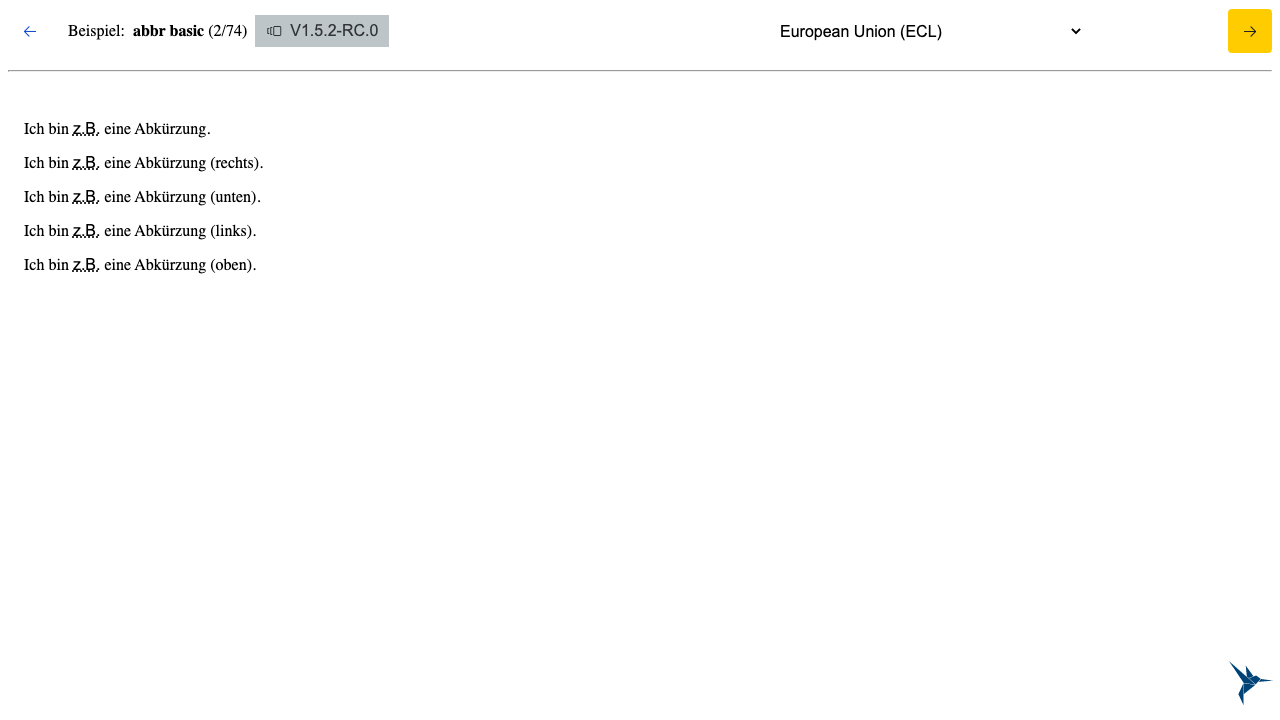 Beispiel: abbr basic (2/74) V1.5.2-RC.0 European Union (ECL)
Ich bin z.B. eine Abkürzung.
Ich bin z.B. eine Abkürzung (rechts).
Ich bin z.B. eine Abkürzung (unten).
Ich bin z.B. eine Abkürzung (links).
Ich bin z.B. eine Abkürzung (oben).